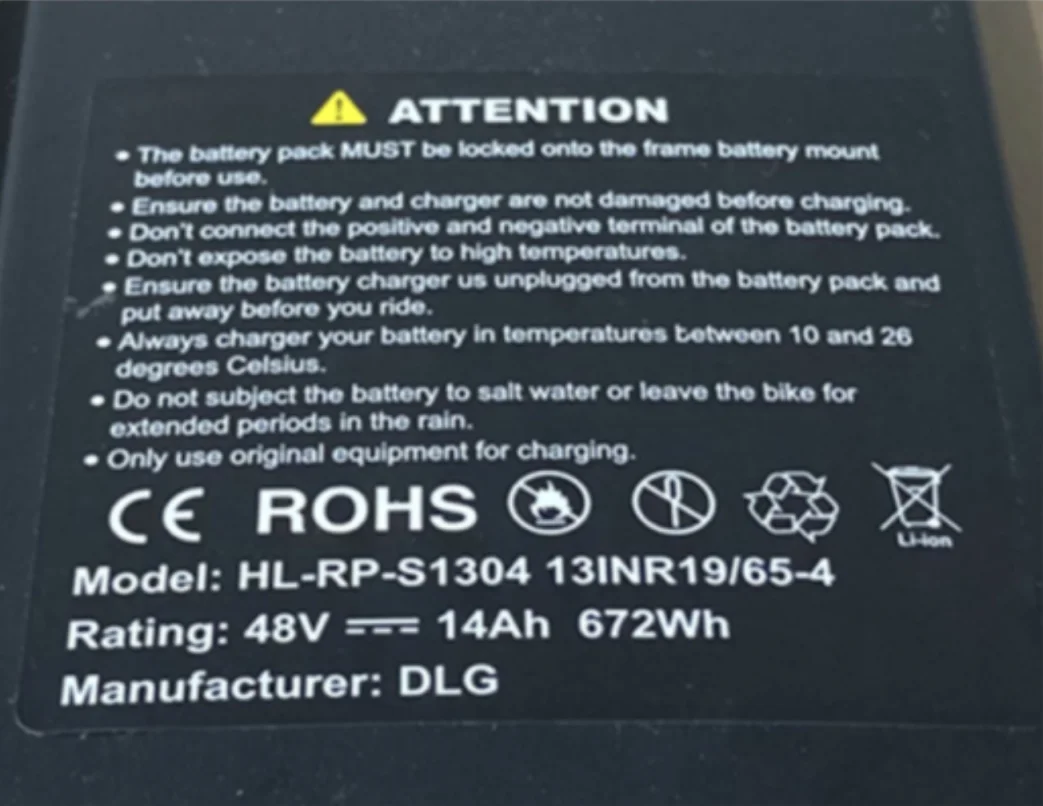 ATTENTION
• The battery pack MUST be locked onto the frame battery mount
before use.
• Ensure the battery and charger are not damaged before charging.
• Don't connect the positive and negative terminal of the battery pack.
• Don't expose the battery to high temperatures.
• Ensure the battery charger us unplugged from the battery pack and
put away before you ride.
• Always charger your battery in temperatures between 10 and 26
degrees Celsius.
• Do not subject the battery to salt water or leave the bike for
extended periods in the rain.
• Only use original equipment for charging.
CE ROHS
Li-ion
Model: HL-RP-S1304 13INR19/65-4
Rating: 48V ⎓ 14Ah 672Wh
Manufacturer: DLG